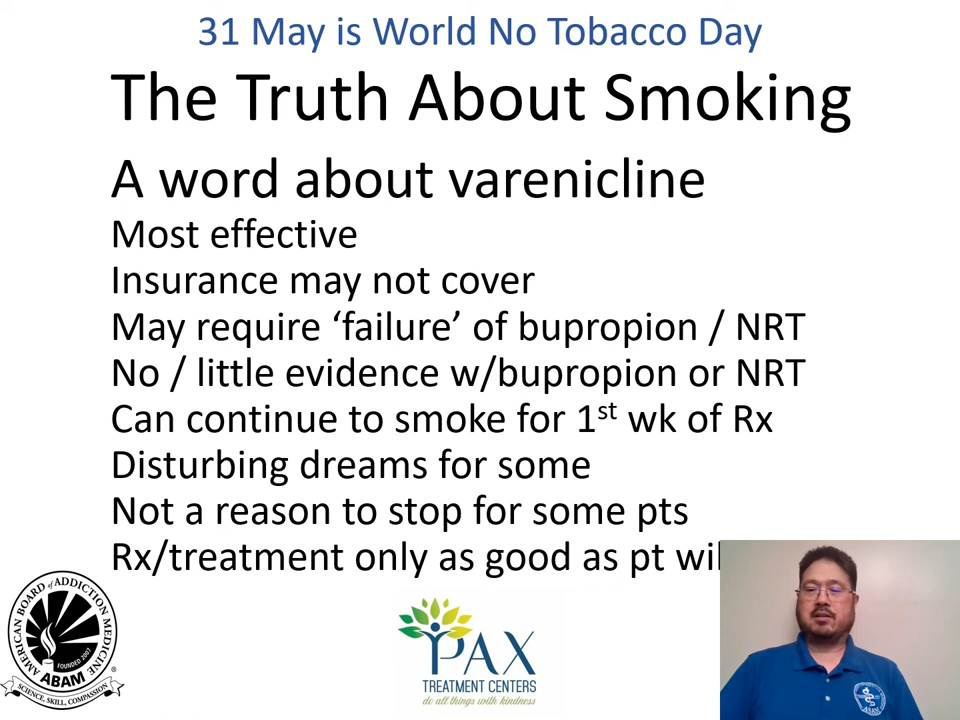 31 May is World No Tobacco Day
The Truth About Smoking
A word about varenicline
Most effective
Insurance may not cover
May require ‘failure’ of bupropion / NRT
No / little evidence w/bupropion or NRT
Can continue to smoke for 1st wk of Rx
Disturbing dreams for some
Not a reason to stop for some pts
Rx/treatment only as good as pt
AMERICAN BOARD of ADDICTION MEDICINE
FOUNDED 2007
ABAM
®
SCIENCE, SKILL, COMPASSION
PAX
TREATMENT CENTERS
do all things with kindness
ABAM